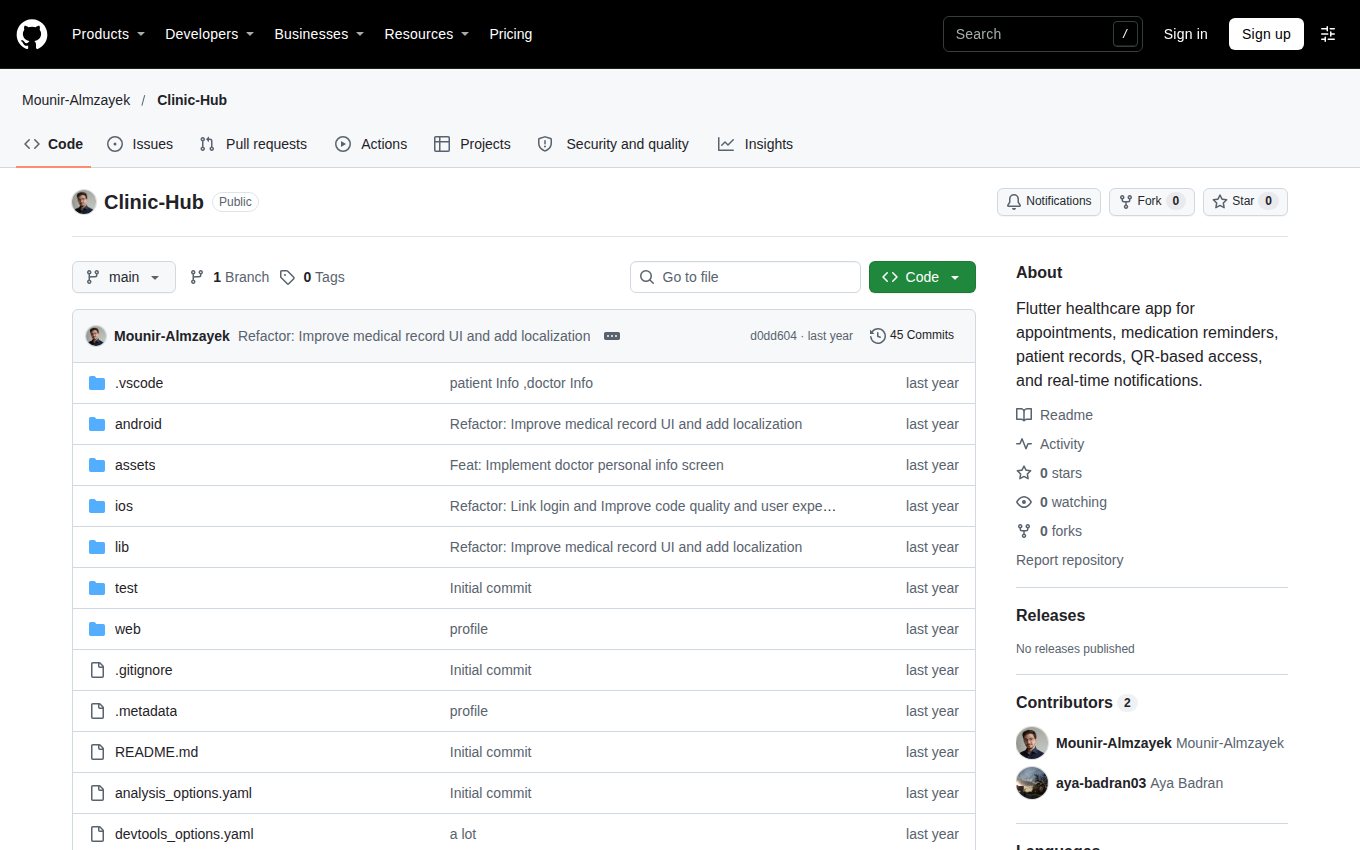 Products Developers Businesses Resources Pricing Search / Sign in Sign up
Mounir-Almzayek / Clinic-Hub
Code Issues Pull requests Actions Projects Security and quality Insights
Clinic-Hub Public Notifications Fork 0 Star 0
main 1 Branch 0 Tags Go to file Code
Mounir-Almzayek Refactor: Improve medical record UI and add localization d0dd604 · last year 45 Commits
.vscode patient Info ,doctor Info last year
android Refactor: Improve medical record UI and add localization last year
assets Feat: Implement doctor personal info screen last year
ios Refactor: Link login and Improve code quality and user expe… last year
lib Refactor: Improve medical record UI and add localization last year
test Initial commit last year
web profile last year
.gitignore Initial commit last year
.metadata profile last year
README.md Initial commit last year
analysis_options.yaml Initial commit last year
devtools_options.yaml a lot last year
About
Flutter healthcare app for
appointments, medication reminders,
patient records, QR-based access,
and real-time notifications.
Readme
Activity
0 stars
0 watching
0 forks
Report repository
Releases
No releases published
Contributors 2
Mounir-Almzayek Mounir-Almzayek
aya-badran03 Aya Badran
Languages